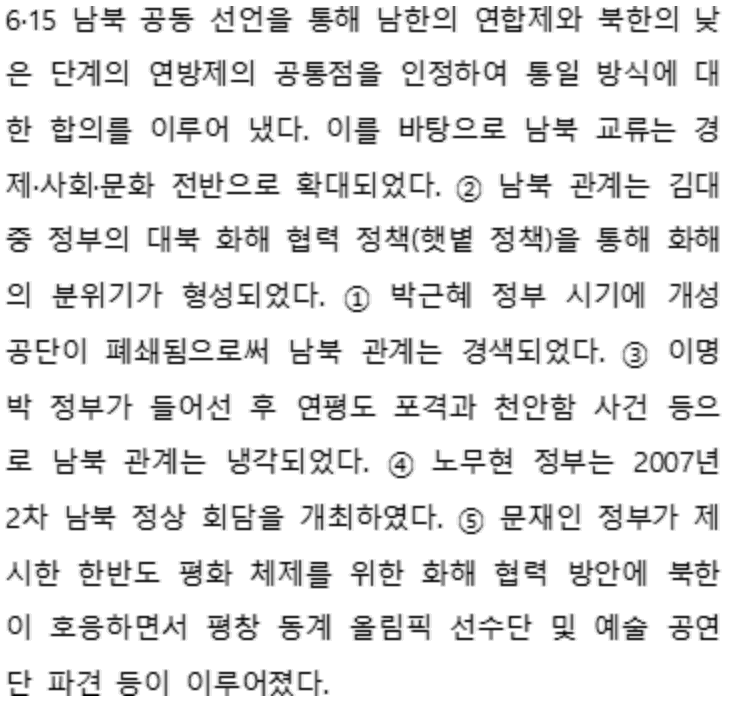 6·15 남북 공동 선언을 통해 남한의 연합제와 북한의 낮
은 단계의 연방제의 공통점을 인정하여 통일 방식에 대
한 합의를 이루어 냈다. 이를 바탕으로 남북 교류는 경
제·사회·문화 전반으로 확대되었다. ② 남북 관계는 김대
중 정부의 대북 화해 협력 정책(햇볕 정책)을 통해 화해
의 분위기가 형성되었다. ① 박근혜 정부 시기에 개성
공단이 폐쇄됨으로써 남북 관계는 경색되었다. ③ 이명
박 정부가 들어선 후 연평도 포격과 천안함 사건 등으
로 남북 관계는 냉각되었다. ④ 노무현 정부는 2007년
2차 남북 정상 회담을 개최하였다. ⑤ 문재인 정부가 제
시한 한반도 평화 체제를 위한 화해 협력 방안에 북한
이 호응하면서 평창 동계 올림픽 선수단 및 예술 공연
단 파견 등이 이루어졌다.